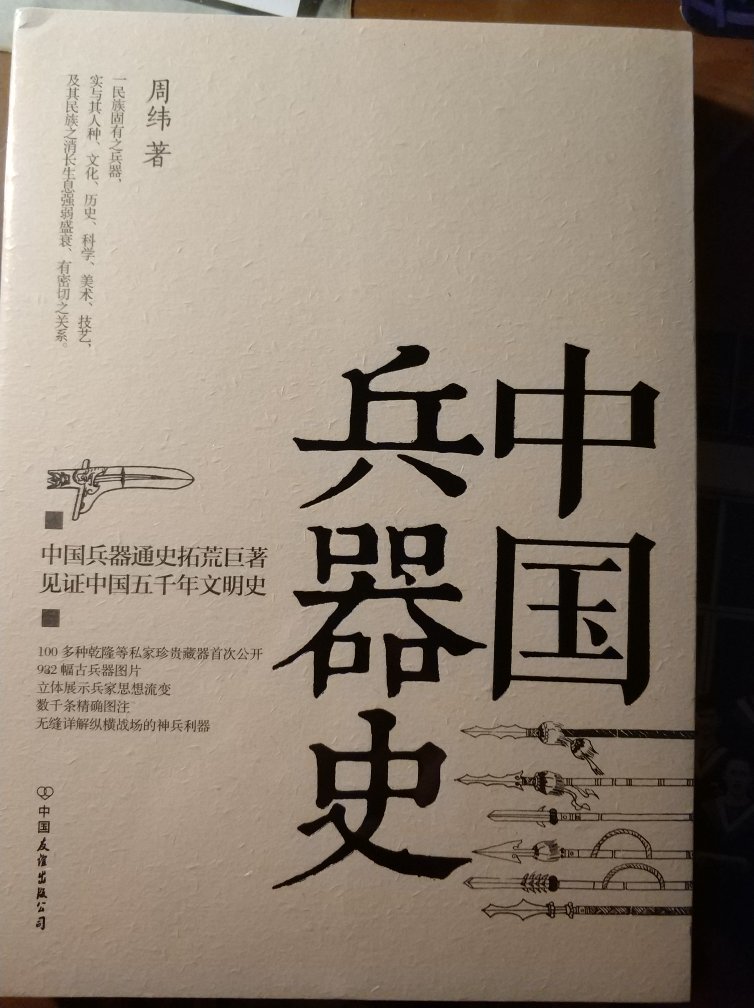 周纬 著
一民族固有之兵器、
实与其人种、文化、历史、科学、美术、技艺、
及其民族之消长生息强弱盛衰、有密切之关系。
中国
兵器史
中国兵器通史拓荒巨著
见证中国五千年文明史
100 多种乾隆等私家珍贵藏器首次公开
982 幅古兵器图片
立体展示兵家思想流变
数千条精确图注
无缝详解纵横战场的神兵利器
中国友谊出版公司